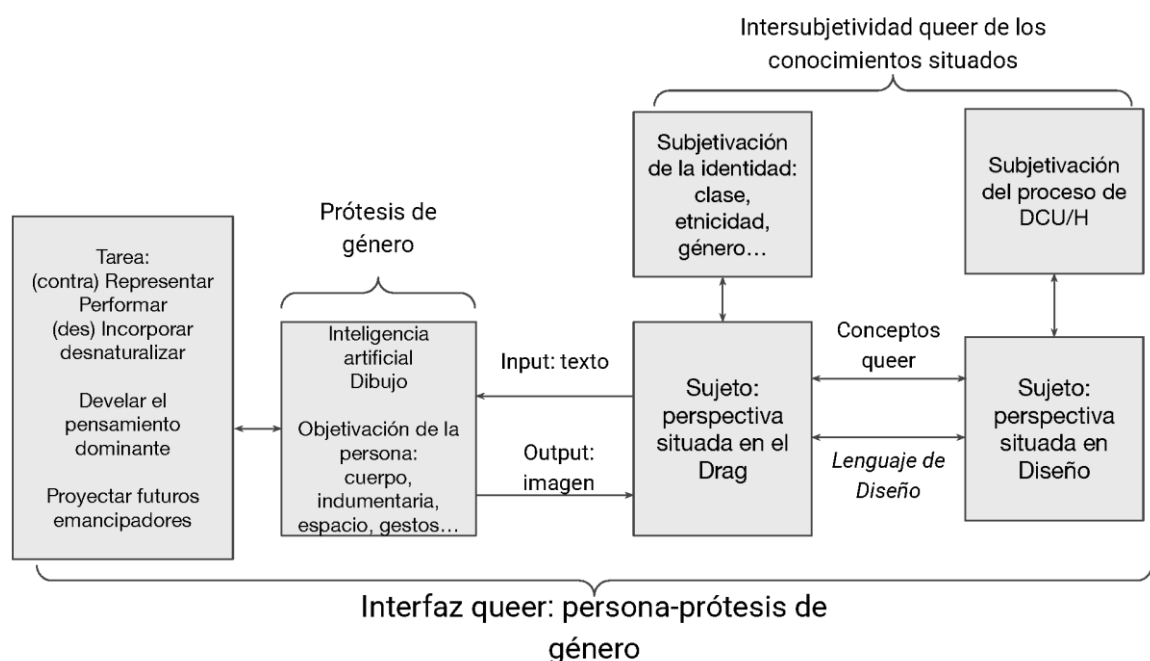 Intersubjetividad queer de los
conocimientos situados
Subjetivación
de la identidad:
clase,
etnicidad,
género…
Subjetivación
del proceso de
DCU/H
Prótesis de
género
Tarea:
(contra) Representar
Performar
(des) Incorporar
desnaturalizar
Develar el
pensamiento
dominante
Proyectar futuros
emancipadores
Inteligencia
artificial
Dibujo
Objetivación de la
persona:
cuerpo,
indumentaria,
espacio, gestos…
Input: texto
Output:
imagen
Sujeto:
perspectiva
situada en el
Drag
Conceptos
queer
Lenguaje de
Diseño
Sujeto:
perspectiva
situada en
Diseño
Interfaz queer: persona-prótesis de
género